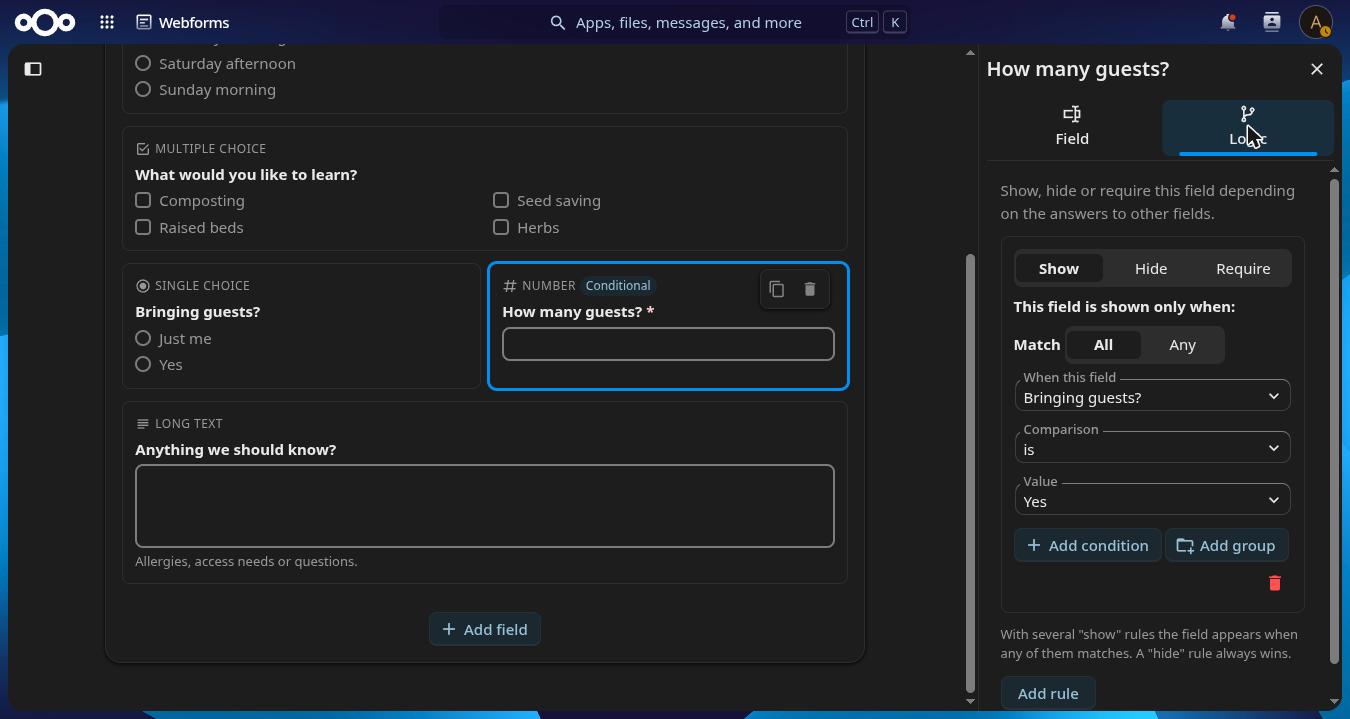 Webforms
Apps, files, messages, and more
Ctrl
K
A
Saturday afternoon
Sunday morning
MULTIPLE CHOICE
What would you like to learn?
Composting
Seed saving
Raised beds
Herbs
SINGLE CHOICE
Bringing guests?
Just me
Yes
NUMBER Conditional
How many guests? *
LONG TEXT
Anything we should know?
Allergies, access needs or questions.
+ Add field
How many guests?
Field
Logic
Show, hide or require this field depending
on the answers to other fields.
Show
Hide
Require
This field is shown only when:
Match
All
Any
When this field
Bringing guests?
Comparison
is
Value
Yes
+ Add condition
Add group
With several "show" rules the field appears when
any of them matches. A "hide" rule always wins.
Add rule